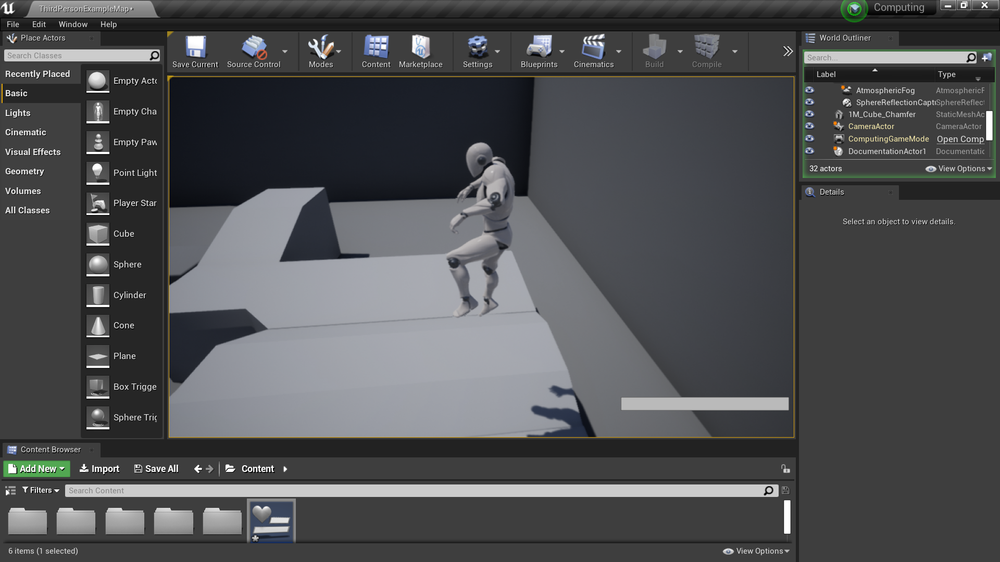 ThirdPersonExampleMap*
Computing
File Edit Window Help
Place Actors
Search Classes
Recently Placed
Basic
Lights
Cinematic
Visual Effects
Geometry
Volumes
All Classes
Empty Acto
Empty Cha
Empty Paw
Point Light
Player Star
Cube
Sphere
Cylinder
Cone
Plane
Box Trigge
Sphere Trig
Save Current
Source Control
Modes
Content
Marketplace
Settings
Blueprints
Cinematics
Build
Compile
World Outliner
Search...
Label Type
AtmosphericFog AtmosphericF
SphereReflectionCaptu SphereReflect
1M_Cube_Chamfer StaticMeshAc
CameraActor CameraActor
ComputingGameMode Open Comp
DocumentationActor1 Documentatic
32 actors
View Options
Details
Select an object to view details.
Content Browser
Add New Import Save All Content
Filters Search Content
6 items (1 selected)
View Options